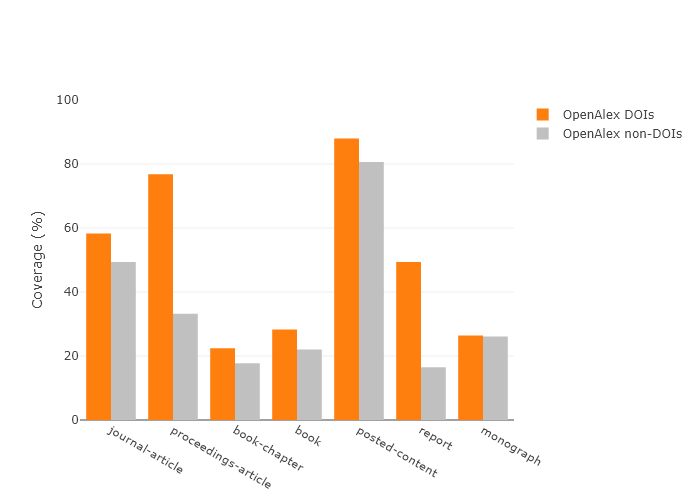 100
80
60
40
20
0
Coverage (%)
journal-article
proceedings-article
book-chapter
book
posted-content
report
monograph
OpenAlex DOIs
OpenAlex non-DOIs